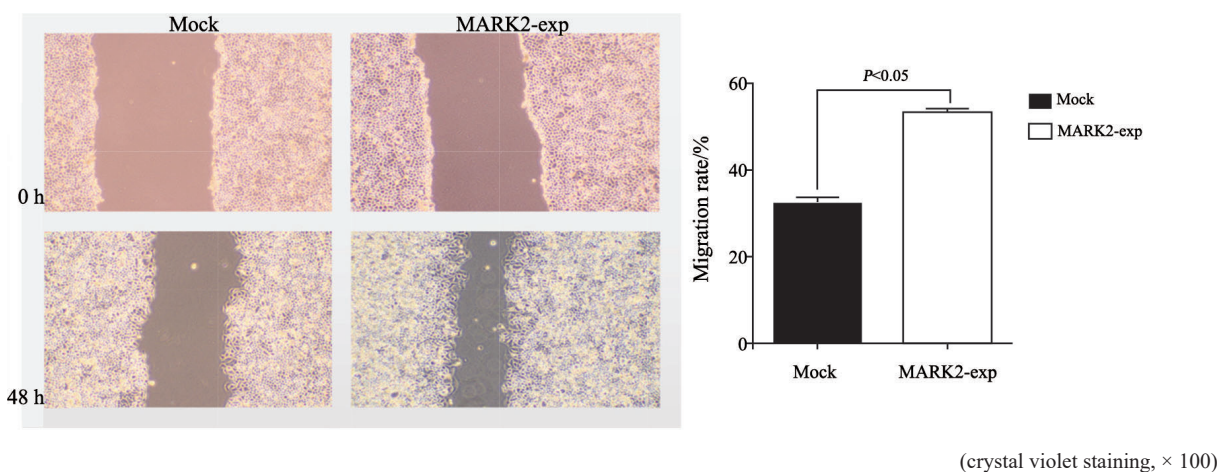 Mock
MARK2-exp
0 h
48 h
P<0.05
60
40
20
0
Migration rate/%
Mock
MARK2-exp
Mock
MARK2-exp
(crystal violet staining, × 100)